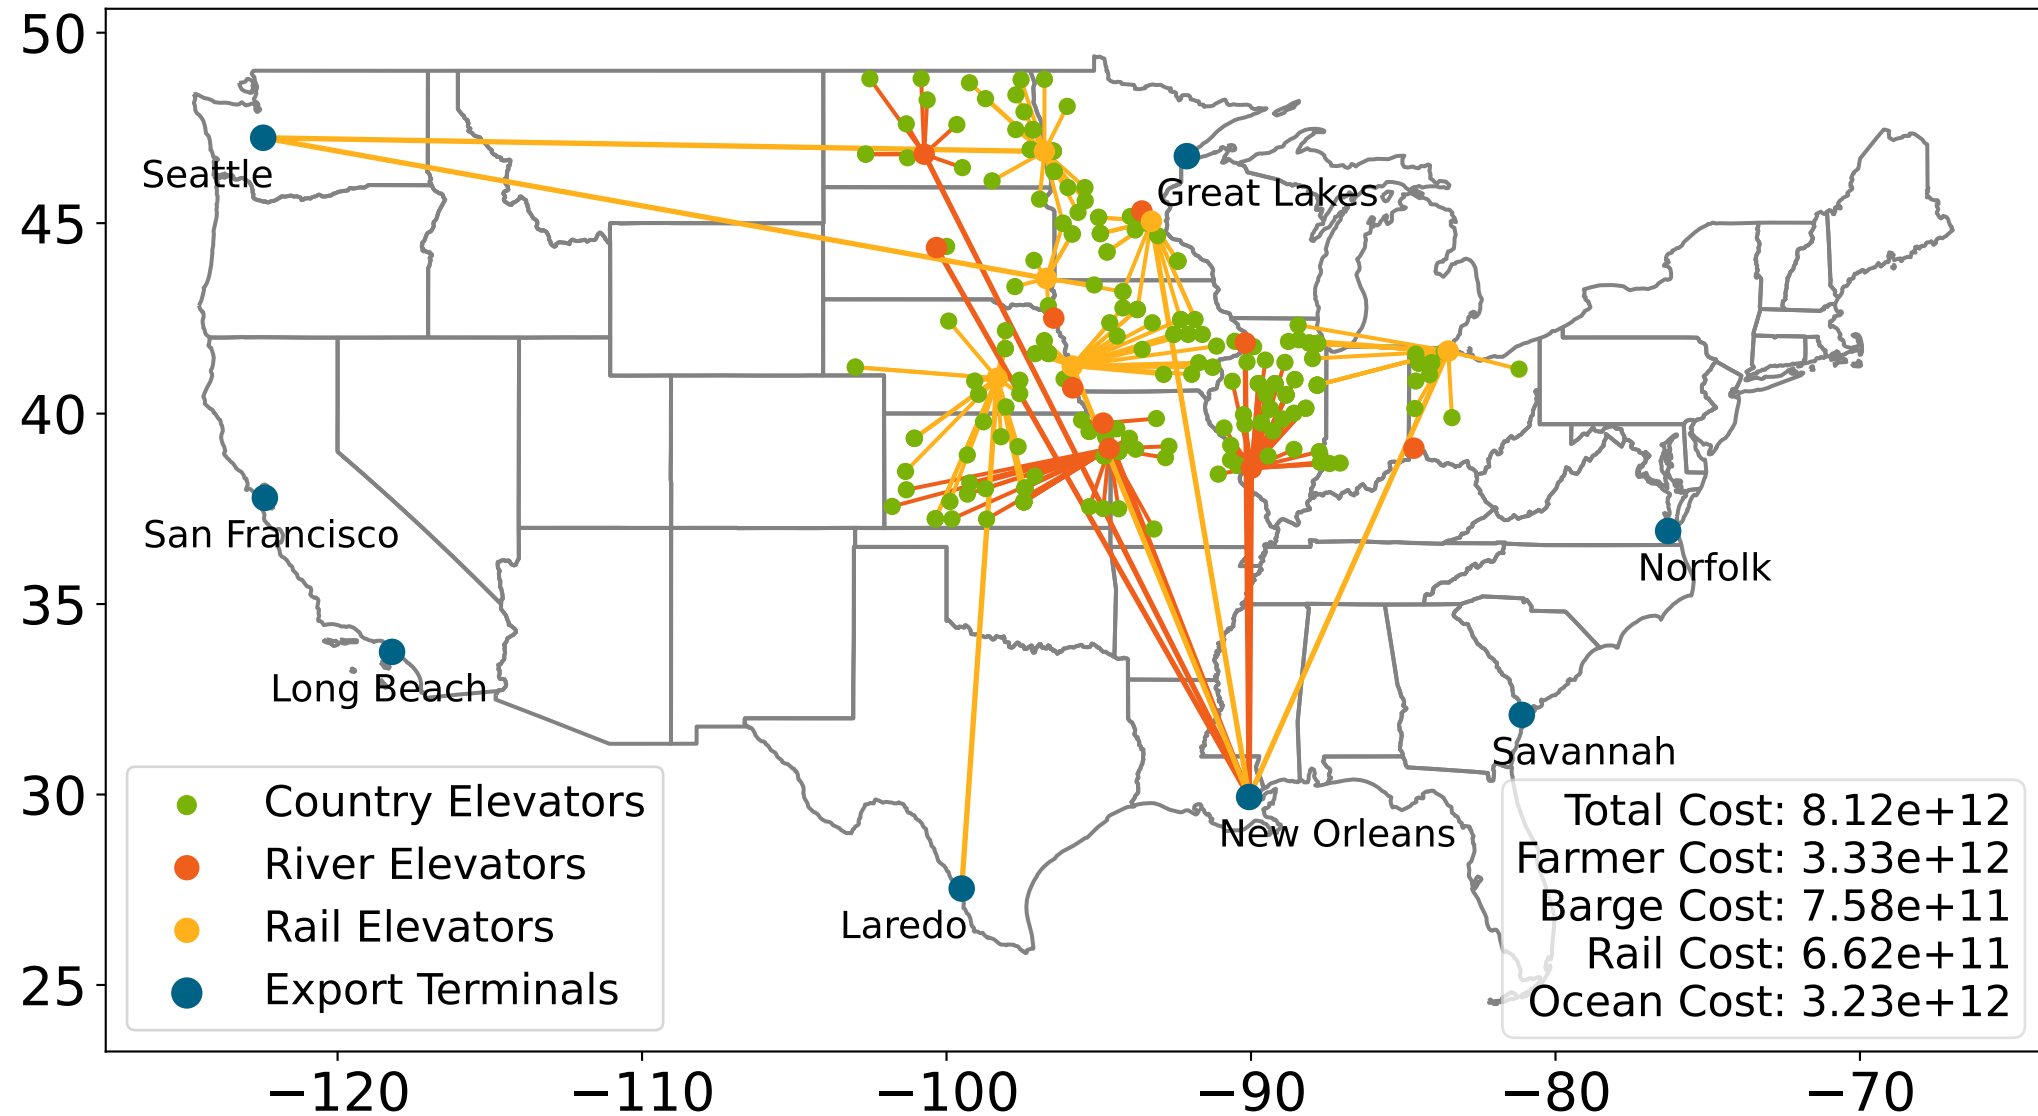 50
45
40
35
30
25
−120
−110
−100
−90
−80
−70
Seattle
Great Lakes
San Francisco
Norfolk
Long Beach
Savannah
New Orleans
Laredo
Country Elevators
River Elevators
Rail Elevators
Export Terminals
Total Cost: 8.12e+12
Farmer Cost: 3.33e+12
Barge Cost: 7.58e+11
Rail Cost: 6.62e+11
Ocean Cost: 3.23e+12